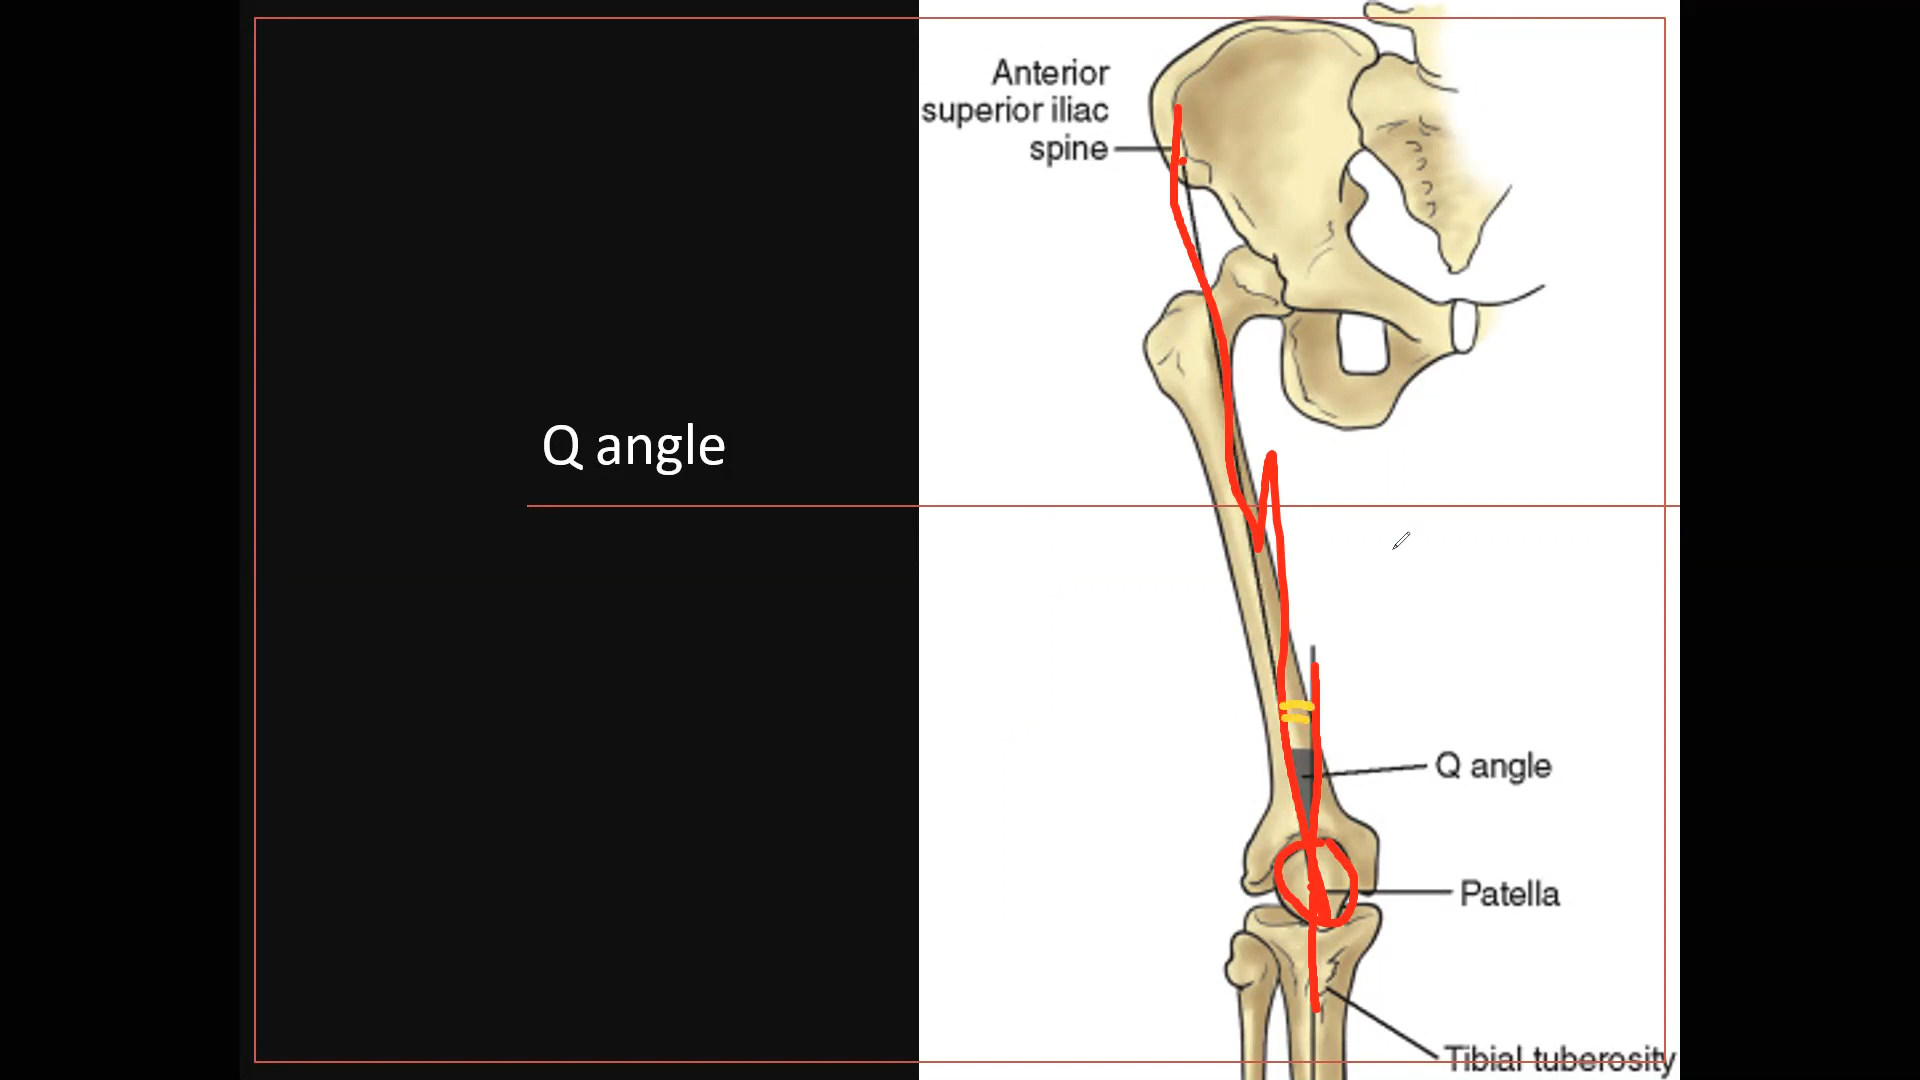 Anterior
superior iliac
spine
Q angle
Q angle
Patella
Tibial tuberosity